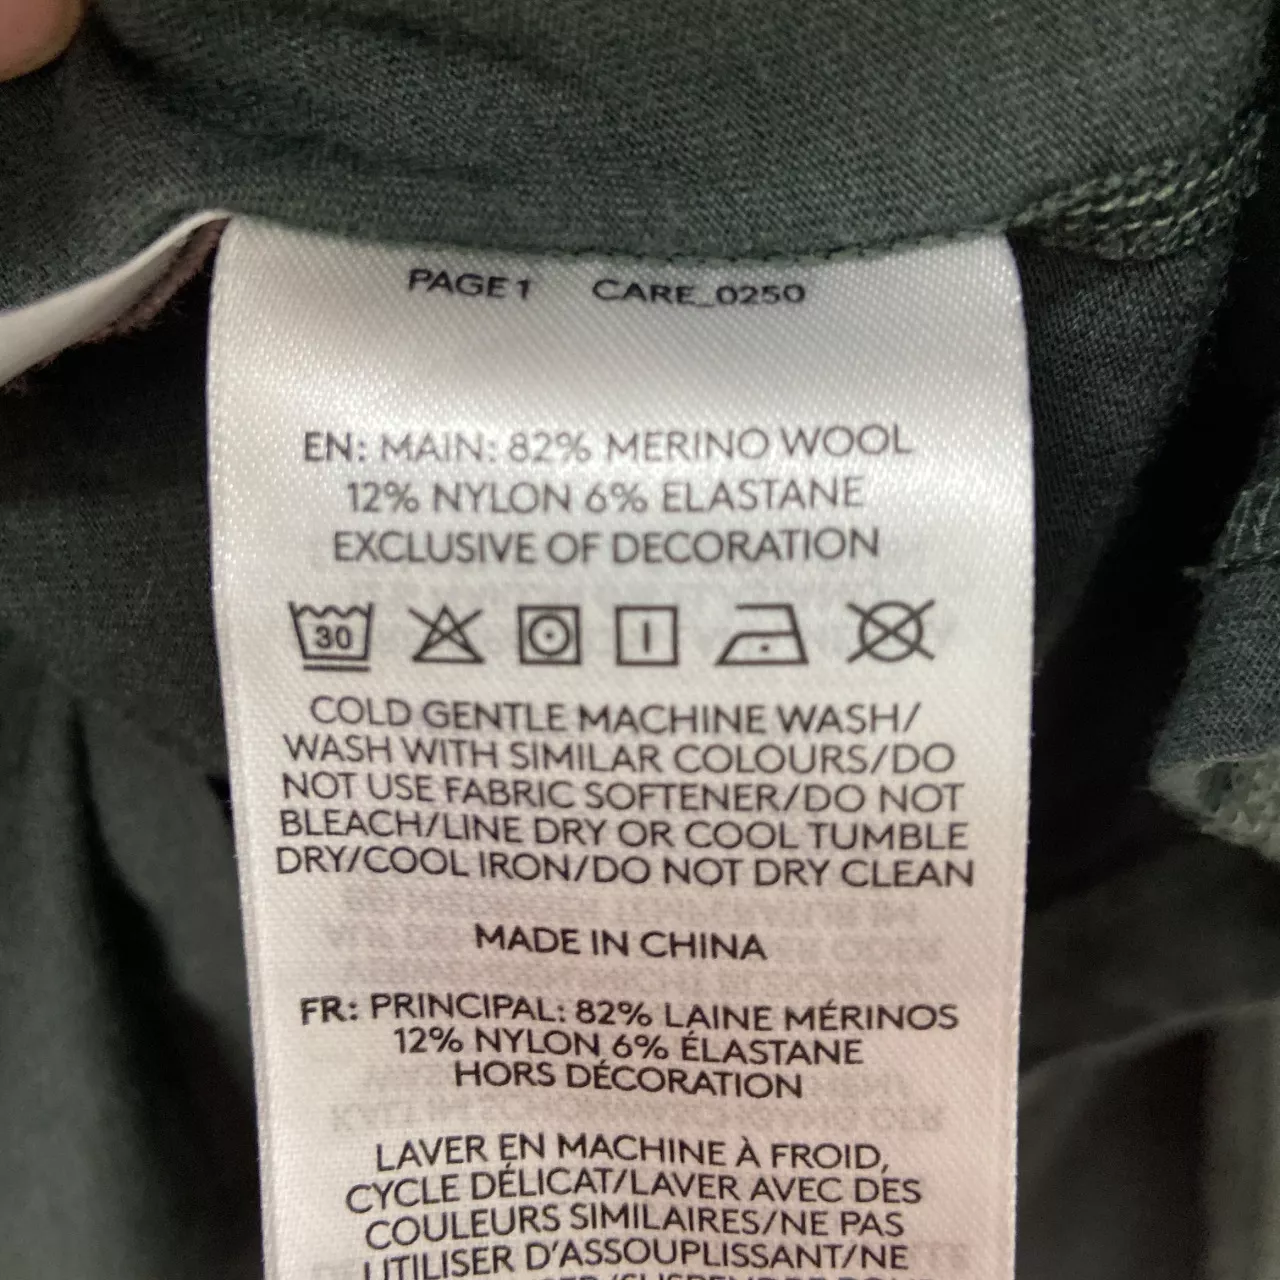 PAGE 1 CARE_0250
EN: MAIN: 82% MERINO WOOL
12% NYLON 6% ELASTANE
EXCLUSIVE OF DECORATION
30
COLD GENTLE MACHINE WASH/
WASH WITH SIMILAR COLOURS/DO
NOT USE FABRIC SOFTENER/DO NOT
BLEACH/LINE DRY OR COOL TUMBLE
DRY/COOL IRON/DO NOT DRY CLEAN
MADE IN CHINA
FR: PRINCIPAL: 82% LAINE MÉRINOS
12% NYLON 6% ÉLASTANE
HORS DÉCORATION
LAVER EN MACHINE À FROID,
CYCLE DÉLICAT/LAVER AVEC DES
COULEURS SIMILAIRES/NE PAS
UTILISER D'ASSOUPLISSANT/NE